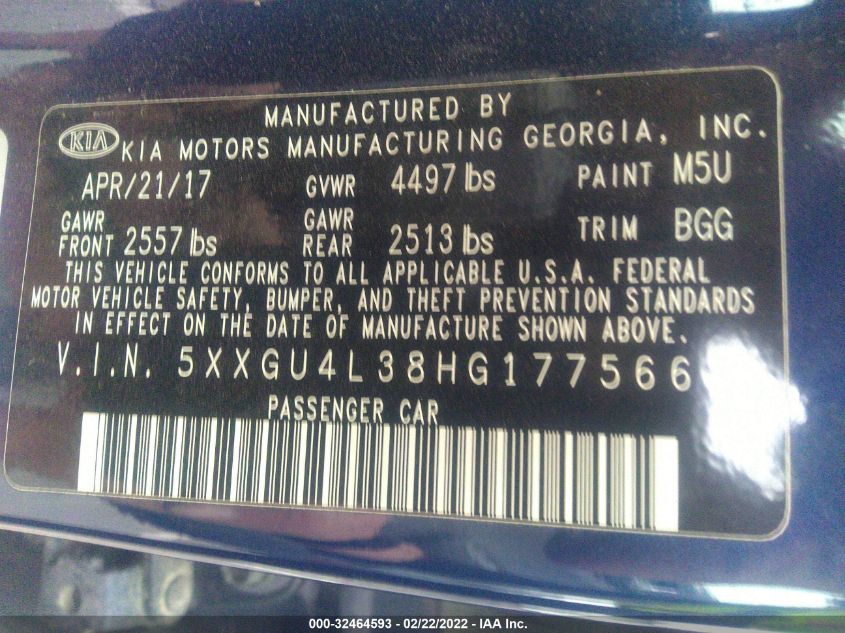 MANUFACTURED BY
KIA KIA MOTORS MANUFACTURING GEORGIA, INC.
APR/21/17 GVWR 4497 lbs PAINT M5U
GAWR GAWR
FRONT 2557 lbs REAR 2513 lbs TRIM BGG
THIS VEHICLE CONFORMS TO ALL APPLICABLE U.S.A. FEDERAL
MOTOR VEHICLE SAFETY, BUMPER, AND THEFT PREVENTION STANDARDS
IN EFFECT ON THE DATE OF MANUFACTURE SHOWN ABOVE.
V.I.N. 5XXGU4L38HG177566
PASSENGER CAR
000-32464593 - 02/22/2022 - IAA Inc.